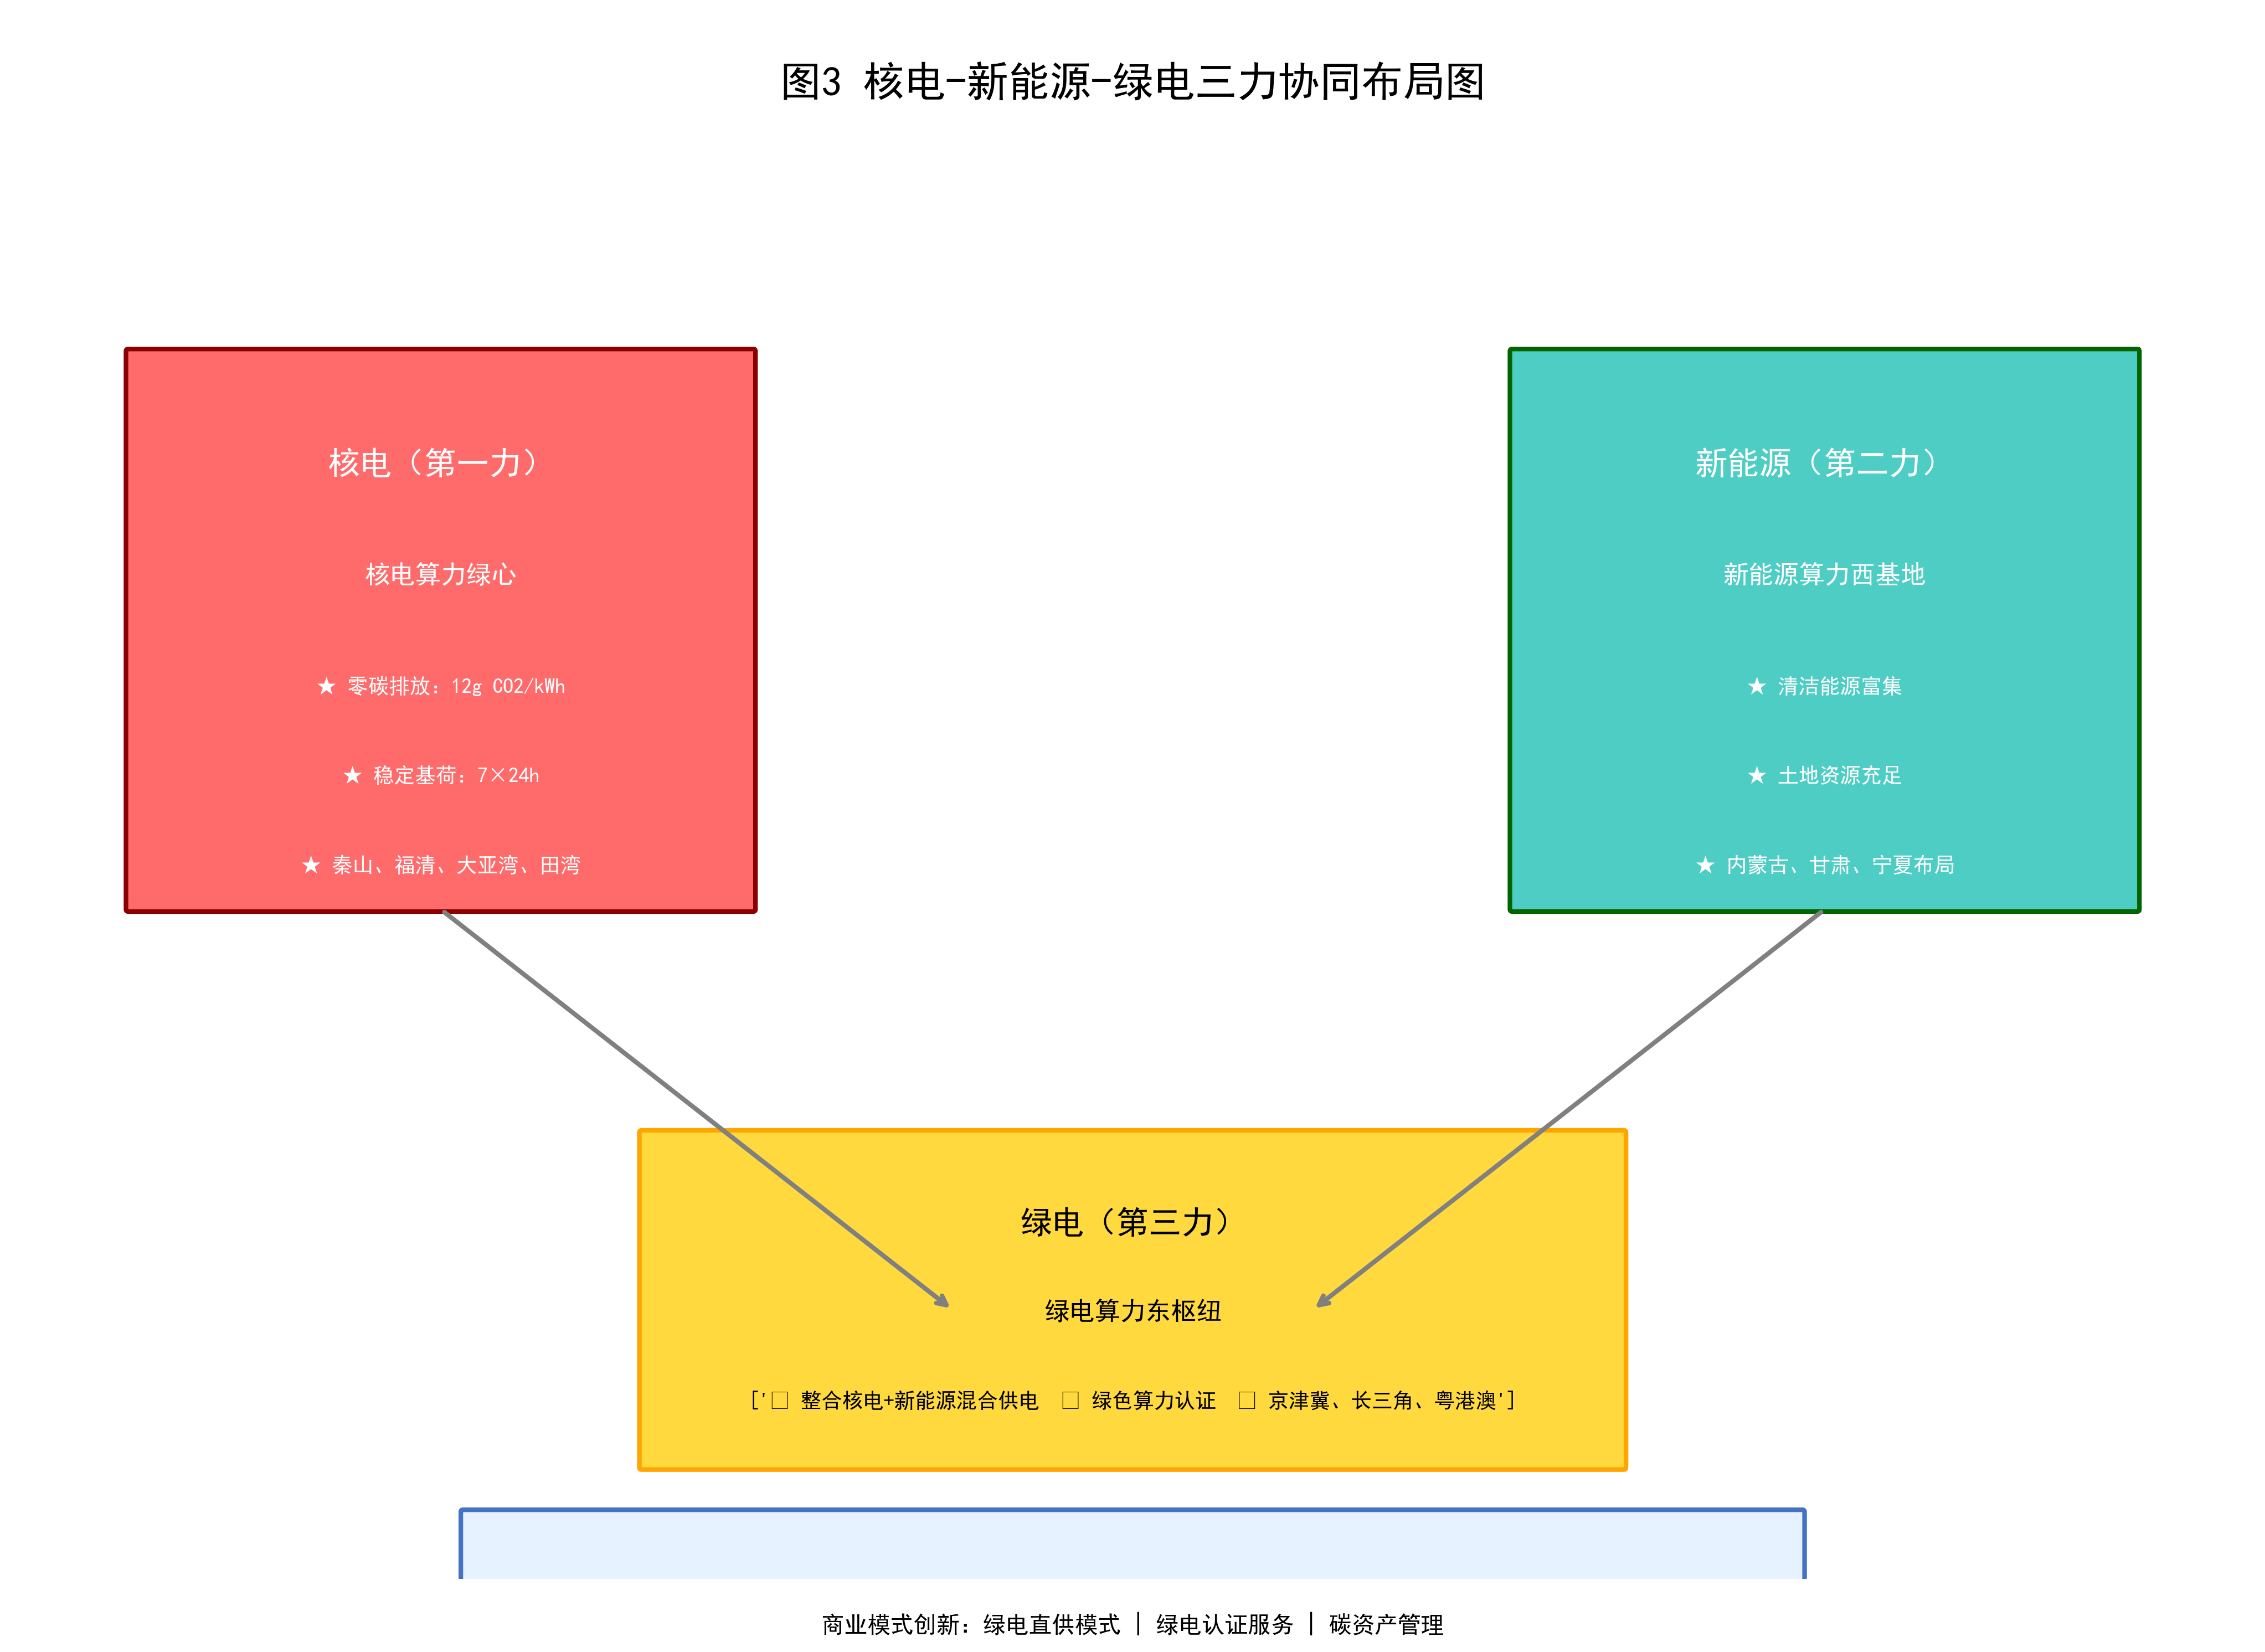 图3 核电-新能源-绿电三力协同布局图
核电（第一力）
核电算力绿心
★ 零碳排放：12g CO2/kWh
★ 稳定基荷：7×24h
★ 秦山、福清、大亚湾、田湾
新能源（第二力）
新能源算力西基地
★ 清洁能源富集
★ 土地资源充足
★ 内蒙古、甘肃、宁夏布局
绿电（第三力）
绿电算力东枢纽
['□ 整合核电+新能源混合供电  □ 绿色算力认证  □ 京津冀、长三角、粤港澳']
商业模式创新：绿电直供模式 | 绿电认证服务 | 碳资产管理